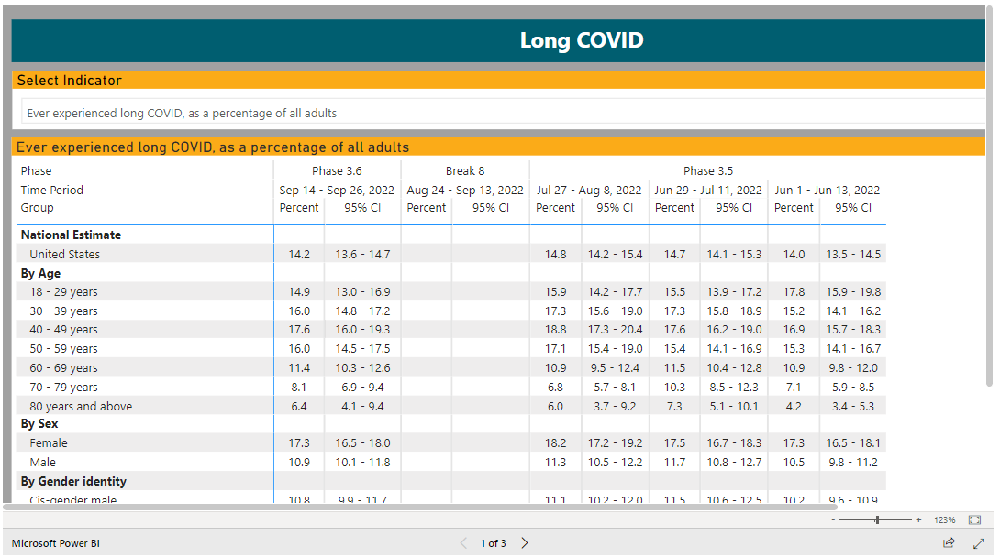 Long COVID
Select Indicator
Ever experienced long COVID, as a percentage of all adults
Ever experienced long COVID, as a percentage of all adults
Phase Phase 3.6 Break 8 Phase 3.5
Time Period Sep 14 - Sep 26, 2022 Aug 24 - Sep 13, 2022 Jul 27 - Aug 8, 2022 Jun 29 - Jul 11, 2022 Jun 1 - Jun 13, 2022
Group Percent 95% CI Percent 95% CI Percent 95% CI Percent 95% CI Percent 95% CI
National Estimate
United States 14.2 13.6 - 14.7 14.8 14.2 - 15.4 14.7 14.1 - 15.3 14.0 13.5 - 14.5
By Age
18 - 29 years 14.9 13.0 - 16.9 15.9 14.2 - 17.7 15.5 13.9 - 17.2 17.8 15.9 - 19.8
30 - 39 years 16.0 14.8 - 17.2 17.3 15.6 - 19.0 17.3 15.8 - 18.9 15.2 14.1 - 16.2
40 - 49 years 17.6 16.0 - 19.3 18.8 17.3 - 20.4 17.6 16.2 - 19.0 16.9 15.7 - 18.3
50 - 59 years 16.0 14.5 - 17.5 17.1 15.4 - 19.0 15.4 14.1 - 16.9 15.3 14.1 - 16.7
60 - 69 years 11.4 10.3 - 12.6 10.9 9.5 - 12.4 11.5 10.4 - 12.8 10.9 9.8 - 12.0
70 - 79 years 8.1 6.9 - 9.4 6.8 5.7 - 8.1 10.3 8.5 - 12.3 7.1 5.9 - 8.5
80 years and above 6.4 4.1 - 9.4 6.0 3.7 - 9.2 7.3 5.1 - 10.1 4.2 3.4 - 5.3
By Sex
Female 17.3 16.5 - 18.0 18.2 17.2 - 19.2 17.5 16.7 - 18.3 17.3 16.5 - 18.1
Male 10.9 10.1 - 11.8 11.3 10.5 - 12.2 11.7 10.8 - 12.7 10.5 9.8 - 11.2
By Gender identity
Cis-gender male 10.8 9.9 - 11.7 11.1 10.2 - 12.0 11.5 10.6 - 12.5 10.2 9.6 - 10.9
- + 123%
Microsoft Power BI 1 of 3